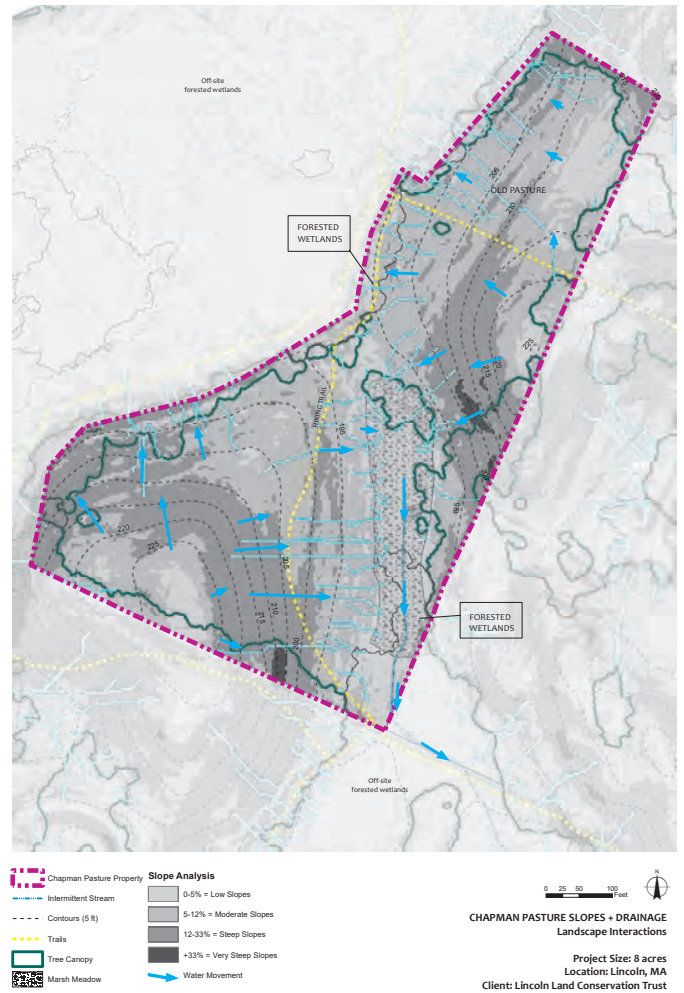 Off-site
forested wetlands
175
200
205
OLD PASTURE
210
FORESTED
WETLANDS
225
220
215
HIKING TRAIL
195
195
220
225
205
210
215
200
FORESTED
WETLANDS
Off-site
forested wetlands
Chapman Pasture Property
Intermittent Stream
Contours (5 ft)
Trails
Tree Canopy
Marsh Meadow
Slope Analysis
0-5% = Low Slopes
5-12% = Moderate Slopes
12-33% = Steep Slopes
+33% = Very Steep Slopes
Water Movement
0 25 50 100
Feet
N
CHAPMAN PASTURE SLOPES + DRAINAGE
Landscape Interactions
Project Size: 8 acres
Location: Lincoln, MA
Client: Lincoln Land Conservation Trust